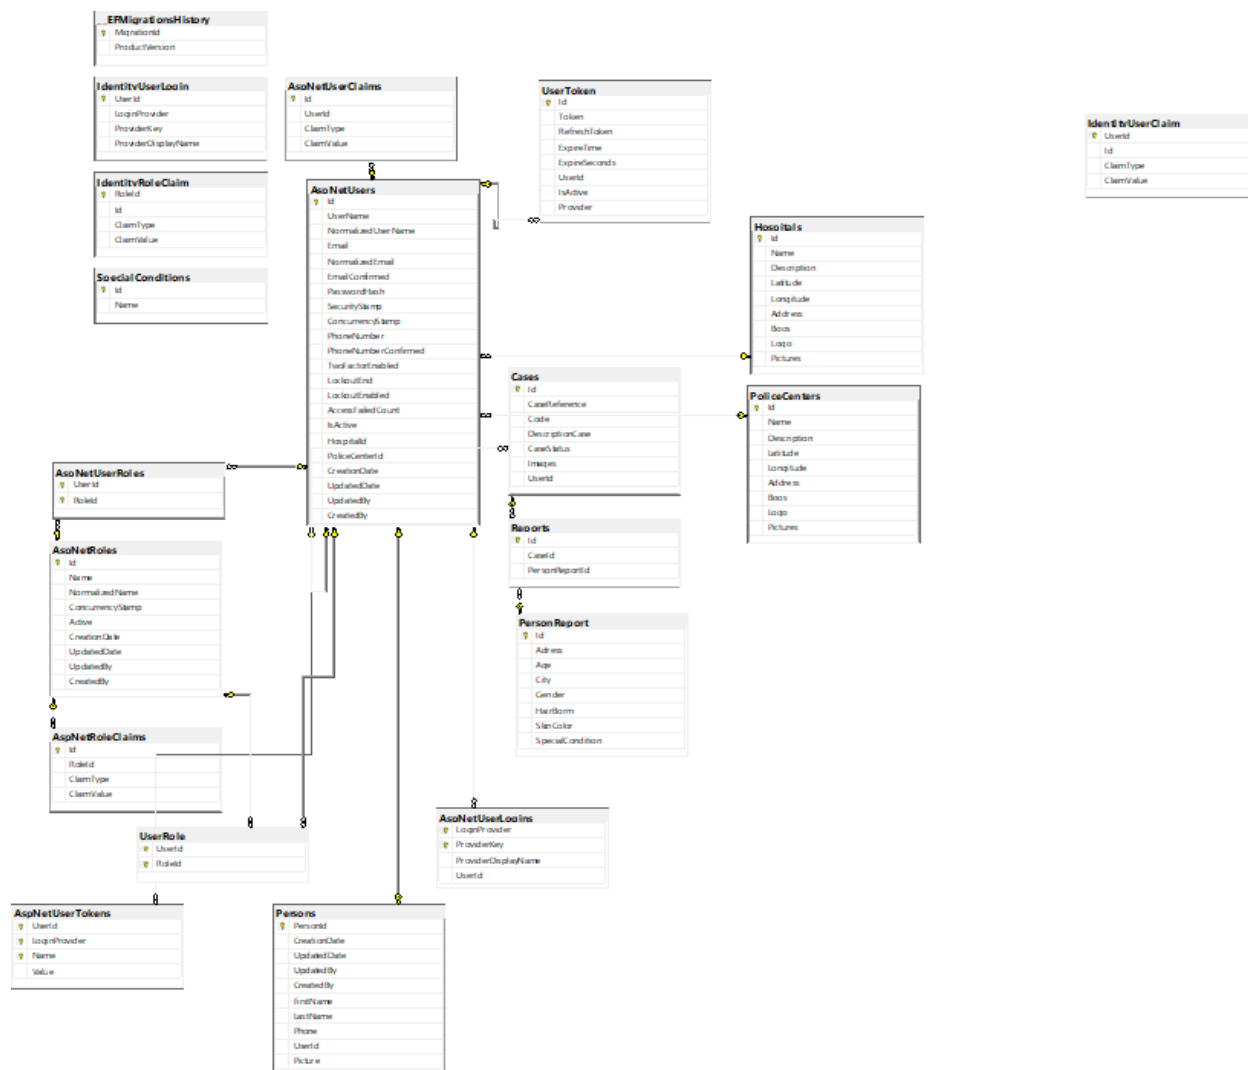 __EFMigrationsHistory
MigrationId
ProductVersion
IdentityUserLogin
UserId
LoginProvider
ProviderKey
ProviderDisplayName
IdentityRoleClaim
RoleId
Id
ClaimType
ClaimValue
SpecialConditions
Id
Name
AspNetUserClaims
Id
UserId
ClaimType
ClaimValue
UserToken
Id
Token
RefreshToken
ExpireTime
ExpireSeconds
UserId
IsActive
Provider
IdentityUserClaim
UserId
Id
ClaimType
ClaimValue
AspNetUsers
Id
UserName
NormalizedUserName
Email
NormalizedEmail
EmailConfirmed
PasswordHash
SecurityStamp
ConcurrencyStamp
PhoneNumber
PhoneNumberConfirmed
TwoFactorEnabled
LockoutEnd
LockoutEnabled
AccessFailedCount
IsActive
HospitalId
PoliceCenterId
CreationDate
UpdatedDate
UpdatedBy
CreatedBy
Hospitals
Id
Name
Description
Latitude
Longitude
Address
Boos
Logo
Pictures
PoliceCenters
Id
Name
Description
Latitude
Longitude
Address
Boos
Logo
Pictures
Cases
Id
CaseReference
Code
DescriptionCase
CaseStatus
Images
UserId
Reports
Id
CaseId
PersonReportId
PersonReport
Id
Adress
Age
City
Gender
HairBorm
SkinColor
SpecialCondition
AspNetUserRoles
UserId
RoleId
AspNetRoles
Id
Name
NormalizedName
ConcurrencyStamp
Active
CreationDate
UpdatedDate
UpdatedBy
CreatedBy
AspNetRoleClaims
Id
RoleId
ClaimType
ClaimValue
UserRole
UserId
RoleId
AspNetUserLogins
LoginProvider
ProviderKey
ProviderDisplayName
UserId
AspNetUserTokens
UserId
LoginProvider
Name
Value
Persons
PersonId
CreationDate
UpdatedDate
UpdatedBy
CreatedBy
FirstName
LastName
Phone
UserId
Picture